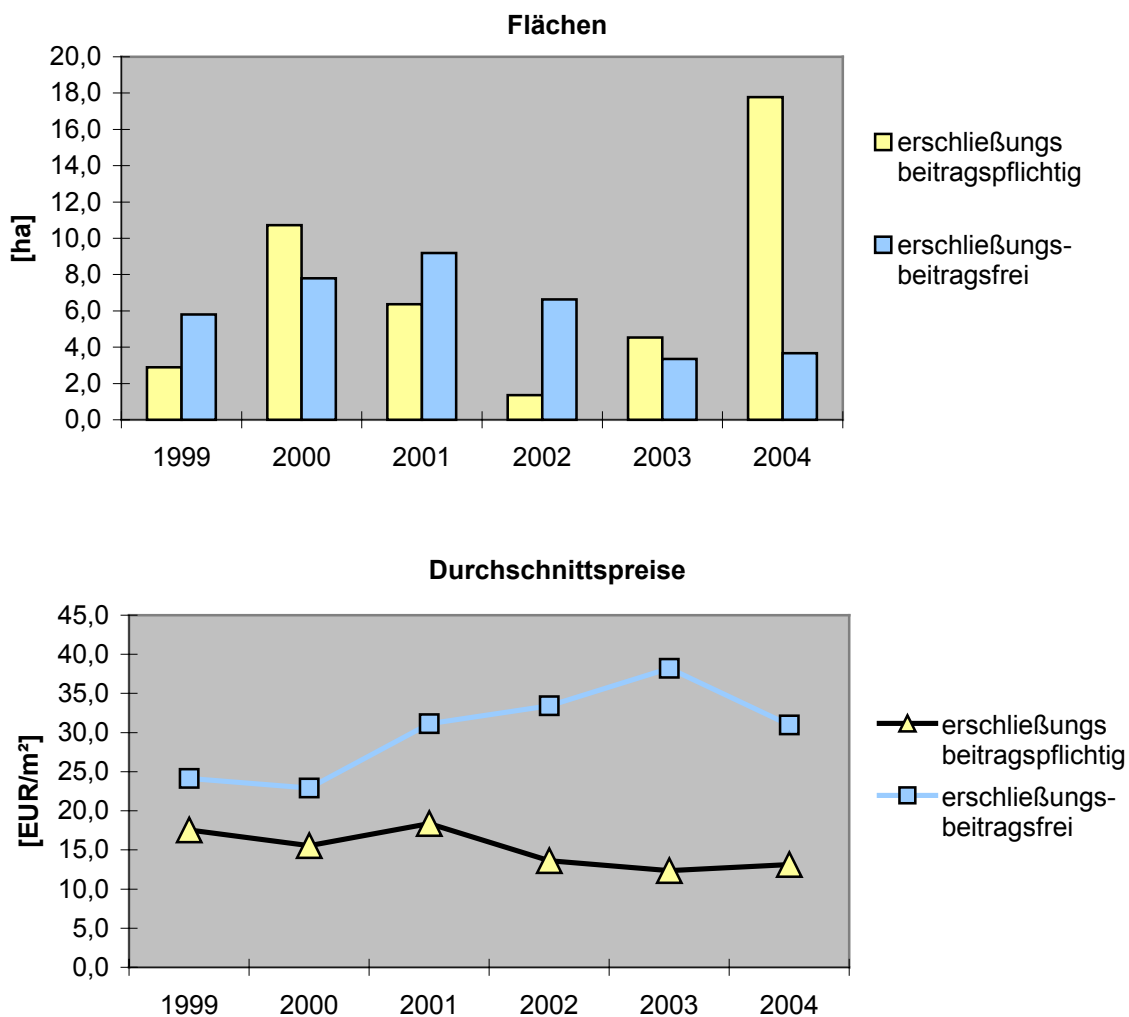 Flächen
20,0
18,0
16,0
14,0
12,0
10,0
8,0
6,0
4,0
2,0
0,0
[ha]
1999 2000 2001 2002 2003 2004
erschließungs
beitragspflichtig
erschließungs-
beitragsfrei
Durchschnittspreise
45,0
40,0
35,0
30,0
25,0
20,0
15,0
10,0
5,0
0,0
[EUR/m²]
1999 2000 2001 2002 2003 2004
erschließungs
beitragspflichtig
erschließungs-
beitragsfrei